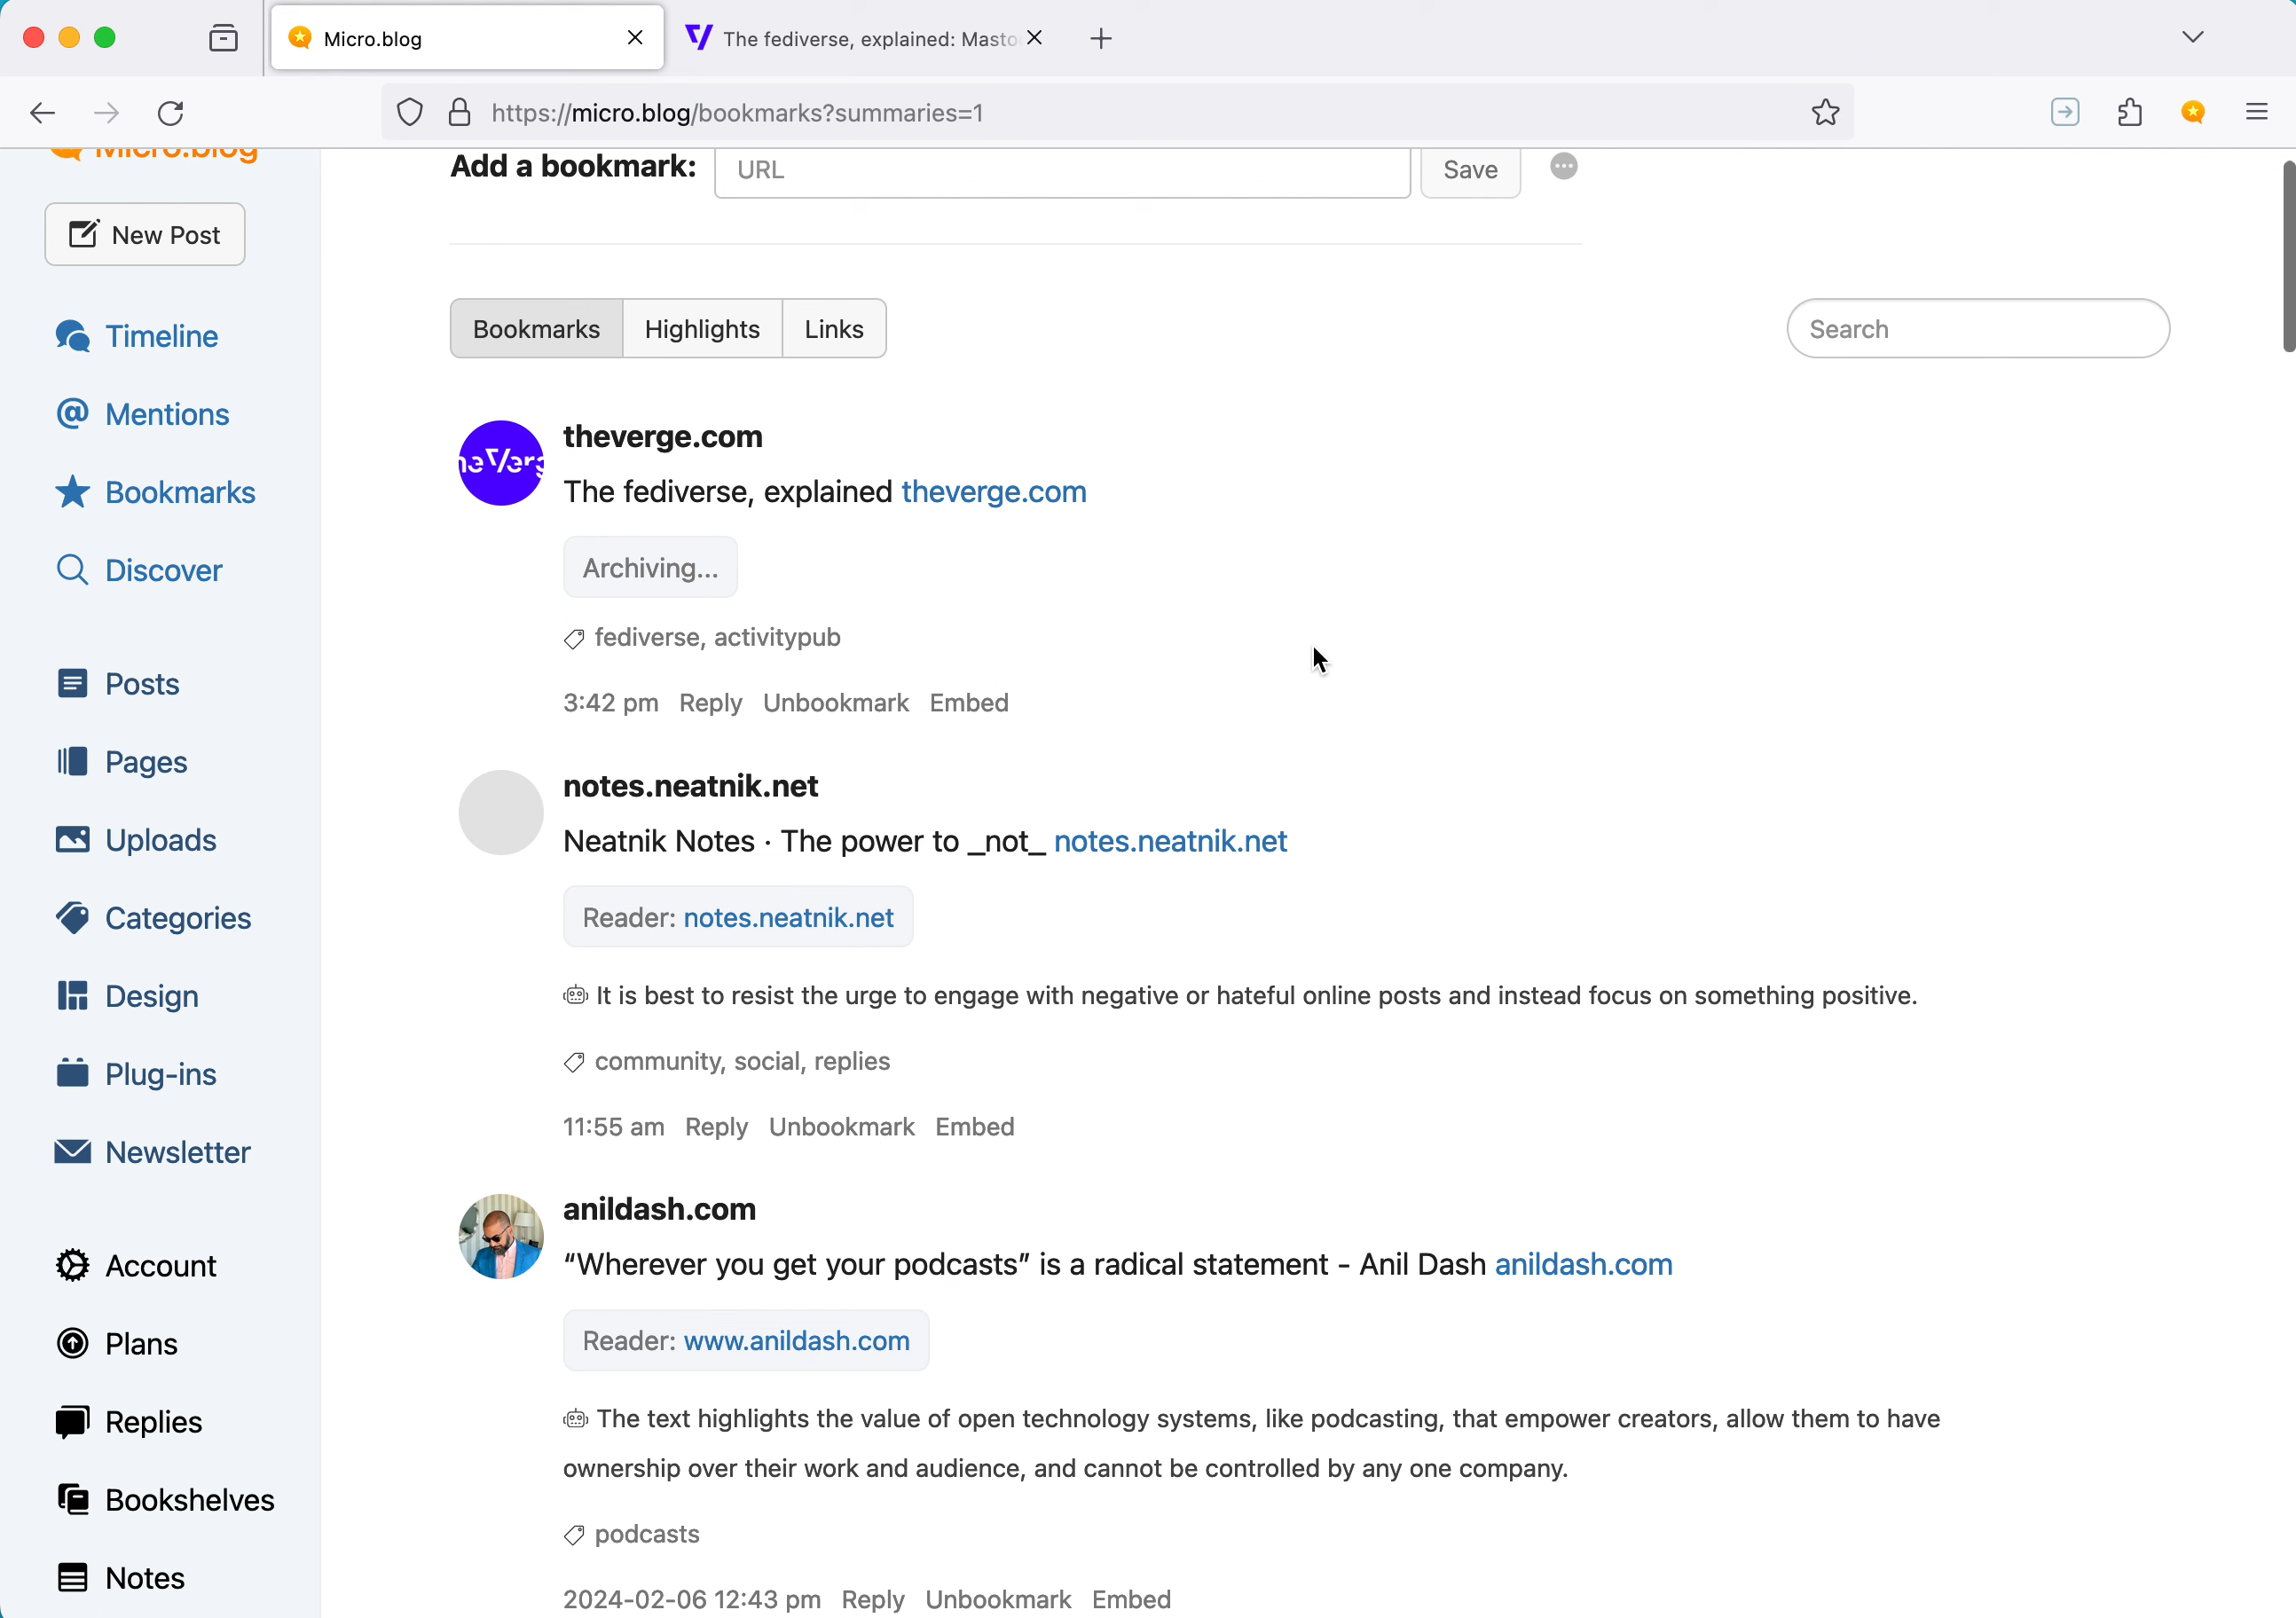 Micro.blog
The fediverse, explained: Masto
https://micro.blog/bookmarks?summaries=1
Micro.blog
New Post
Timeline
Mentions
Bookmarks
Discover
Posts
Pages
Uploads
Categories
Design
Plug-ins
Newsletter
Account
Plans
Replies
Bookshelves
Notes
Add a bookmark: URL Save
Bookmarks Highlights Links Search
theverge.com
The fediverse, explained theverge.com
Archiving...
fediverse, activitypub
3:42 pm Reply Unbookmark Embed
notes.neatnik.net
Neatnik Notes · The power to _not_ notes.neatnik.net
Reader: notes.neatnik.net
It is best to resist the urge to engage with negative or hateful online posts and instead focus on something positive.
community, social, replies
11:55 am Reply Unbookmark Embed
anildash.com
“Wherever you get your podcasts” is a radical statement - Anil Dash anildash.com
Reader: www.anildash.com
The text highlights the value of open technology systems, like podcasting, that empower creators, allow them to have
ownership over their work and audience, and cannot be controlled by any one company.
podcasts
2024-02-06 12:43 pm Reply Unbookmark Embed